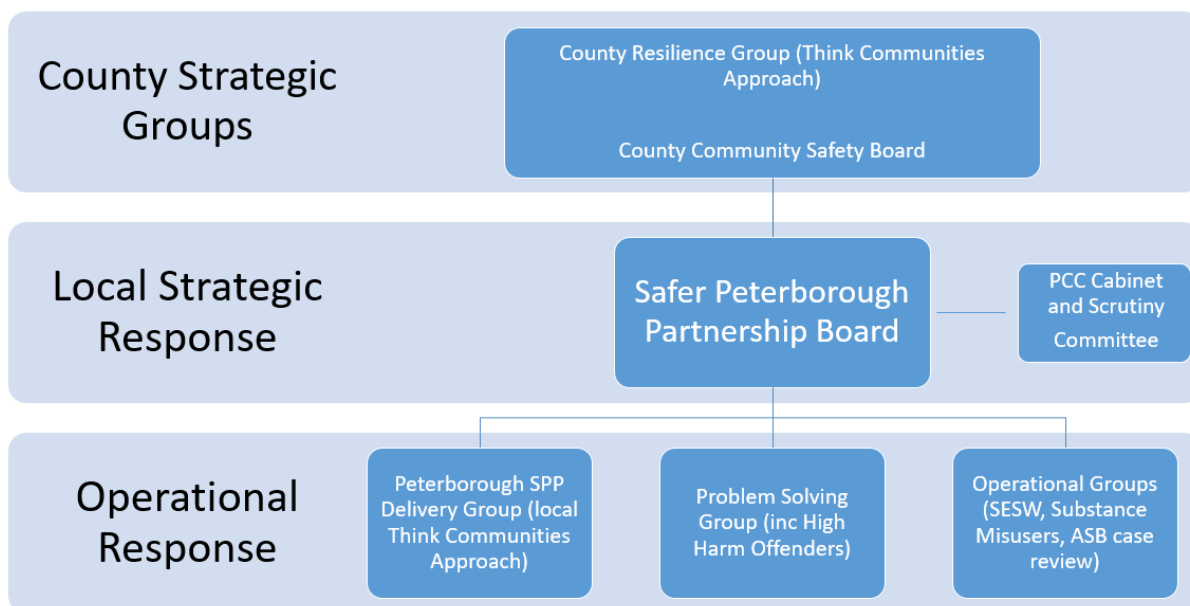 County Strategic
Groups
County Resilience Group (Think Communities
Approach)
County Community Safety Board
Local Strategic
Response
Safer Peterborough
Partnership Board
PCC Cabinet
and Scrutiny
Committee
Operational
Response
Peterborough SPP
Delivery Group (local
Think Communities
Approach)
Problem Solving
Group (inc High
Harm Offenders)
Operational Groups
(SESW, Substance
Misusers, ASB case
review)